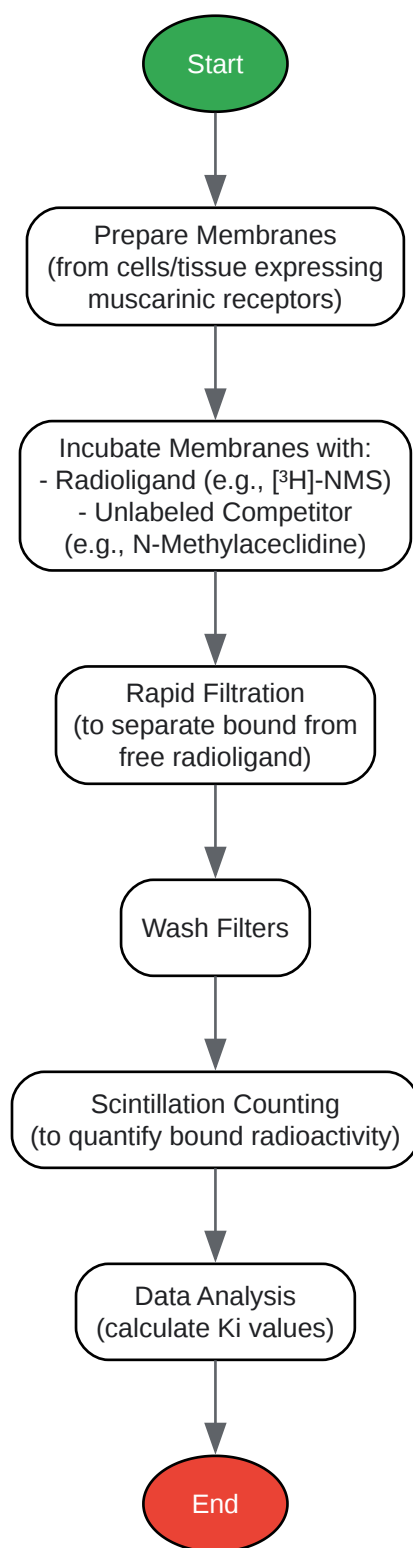 Start
Prepare Membranes
(from cells/tissue expressing
muscarinic receptors)
Incubate Membranes with:
- Radioligand (e.g., [³H]-NMS)
- Unlabeled Competitor
(e.g., N-Methylaceclidine)
Rapid Filtration
(to separate bound from
free radioligand)
Wash Filters
Scintillation Counting
(to quantify bound radioactivity)
Data Analysis
(calculate Ki values)
End